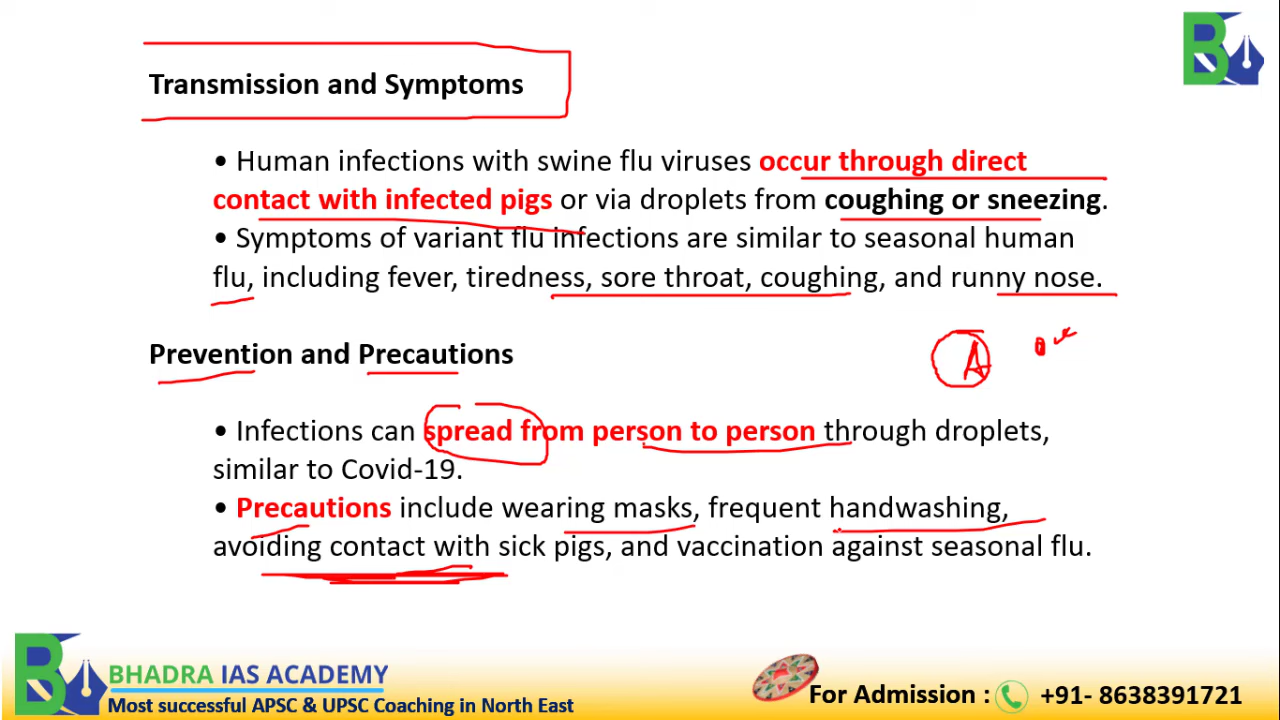 Transmission and Symptoms
• Human infections with swine flu viruses occur through direct
contact with infected pigs or via droplets from coughing or sneezing.
• Symptoms of variant flu infections are similar to seasonal human
flu, including fever, tiredness, sore throat, coughing, and runny nose.
Prevention and Precautions
A
• Infections can spread from person to person through droplets,
similar to Covid-19.
• Precautions include wearing masks, frequent handwashing,
avoiding contact with sick pigs, and vaccination against seasonal flu.
BHADRA IAS ACADEMY
Most successful APSC & UPSC Coaching in North East
For Admission : +91- 8638391721